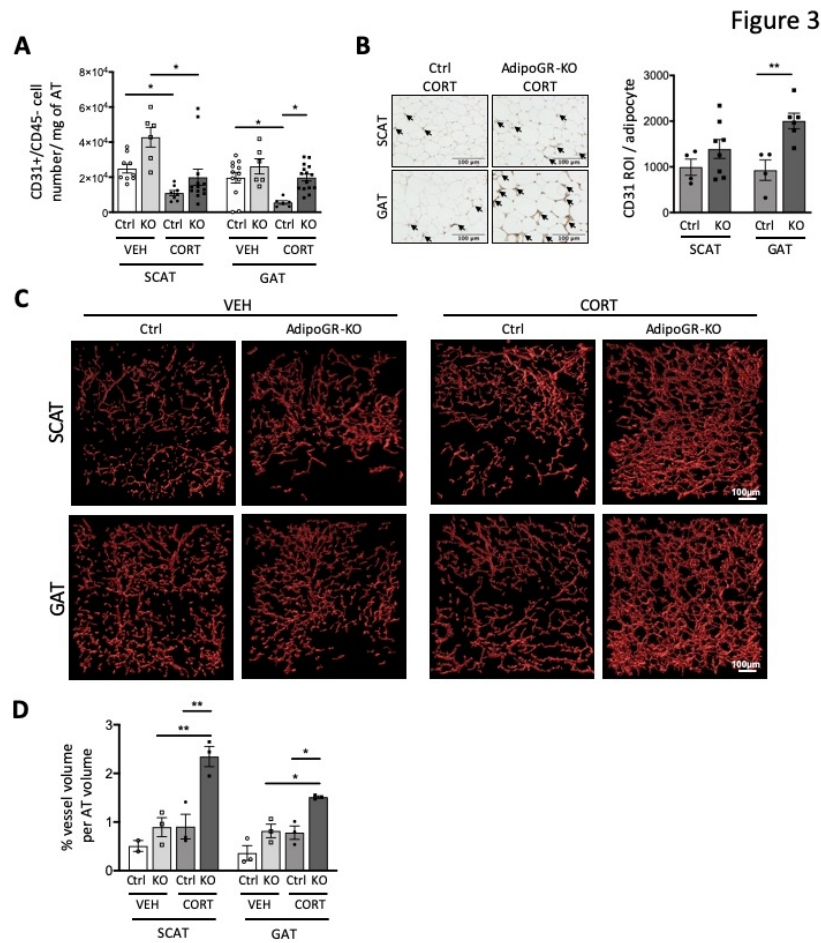 Figure 3
A
CD31+/CD45- cell
number/ mg of AT
8×10⁴
6×10⁴
4×10⁴
2×10⁴
0
*
*
*
*
Ctrl KO Ctrl KO Ctrl KO Ctrl KO
VEH CORT VEH CORT
SCAT GAT
B
Ctrl
CORT
AdipoGR-KO
CORT
SCAT
GAT
100 µm
100 µm
100 µm
100 µm
CD31 ROI / adipocyte
3000
2000
1000
0
**
Ctrl KO Ctrl KO
SCAT GAT
C
VEH CORT
Ctrl AdipoGR-KO Ctrl AdipoGR-KO
SCAT
100µm
GAT
100µm
D
% vessel volume
per AT volume
3
2
1
0
**
**
*
*
Ctrl KO Ctrl KO Ctrl KO Ctrl KO
VEH CORT VEH CORT
SCAT GAT